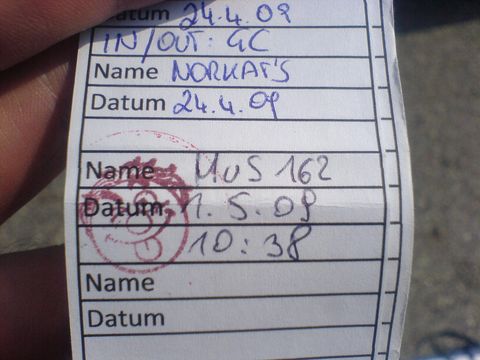 Datum 24.4.09
IN/OUT: GC
Name NORKAT'S
Datum 24.4.09
Name MuS 162
Datum 1.5.09
10:38
Name
Datum